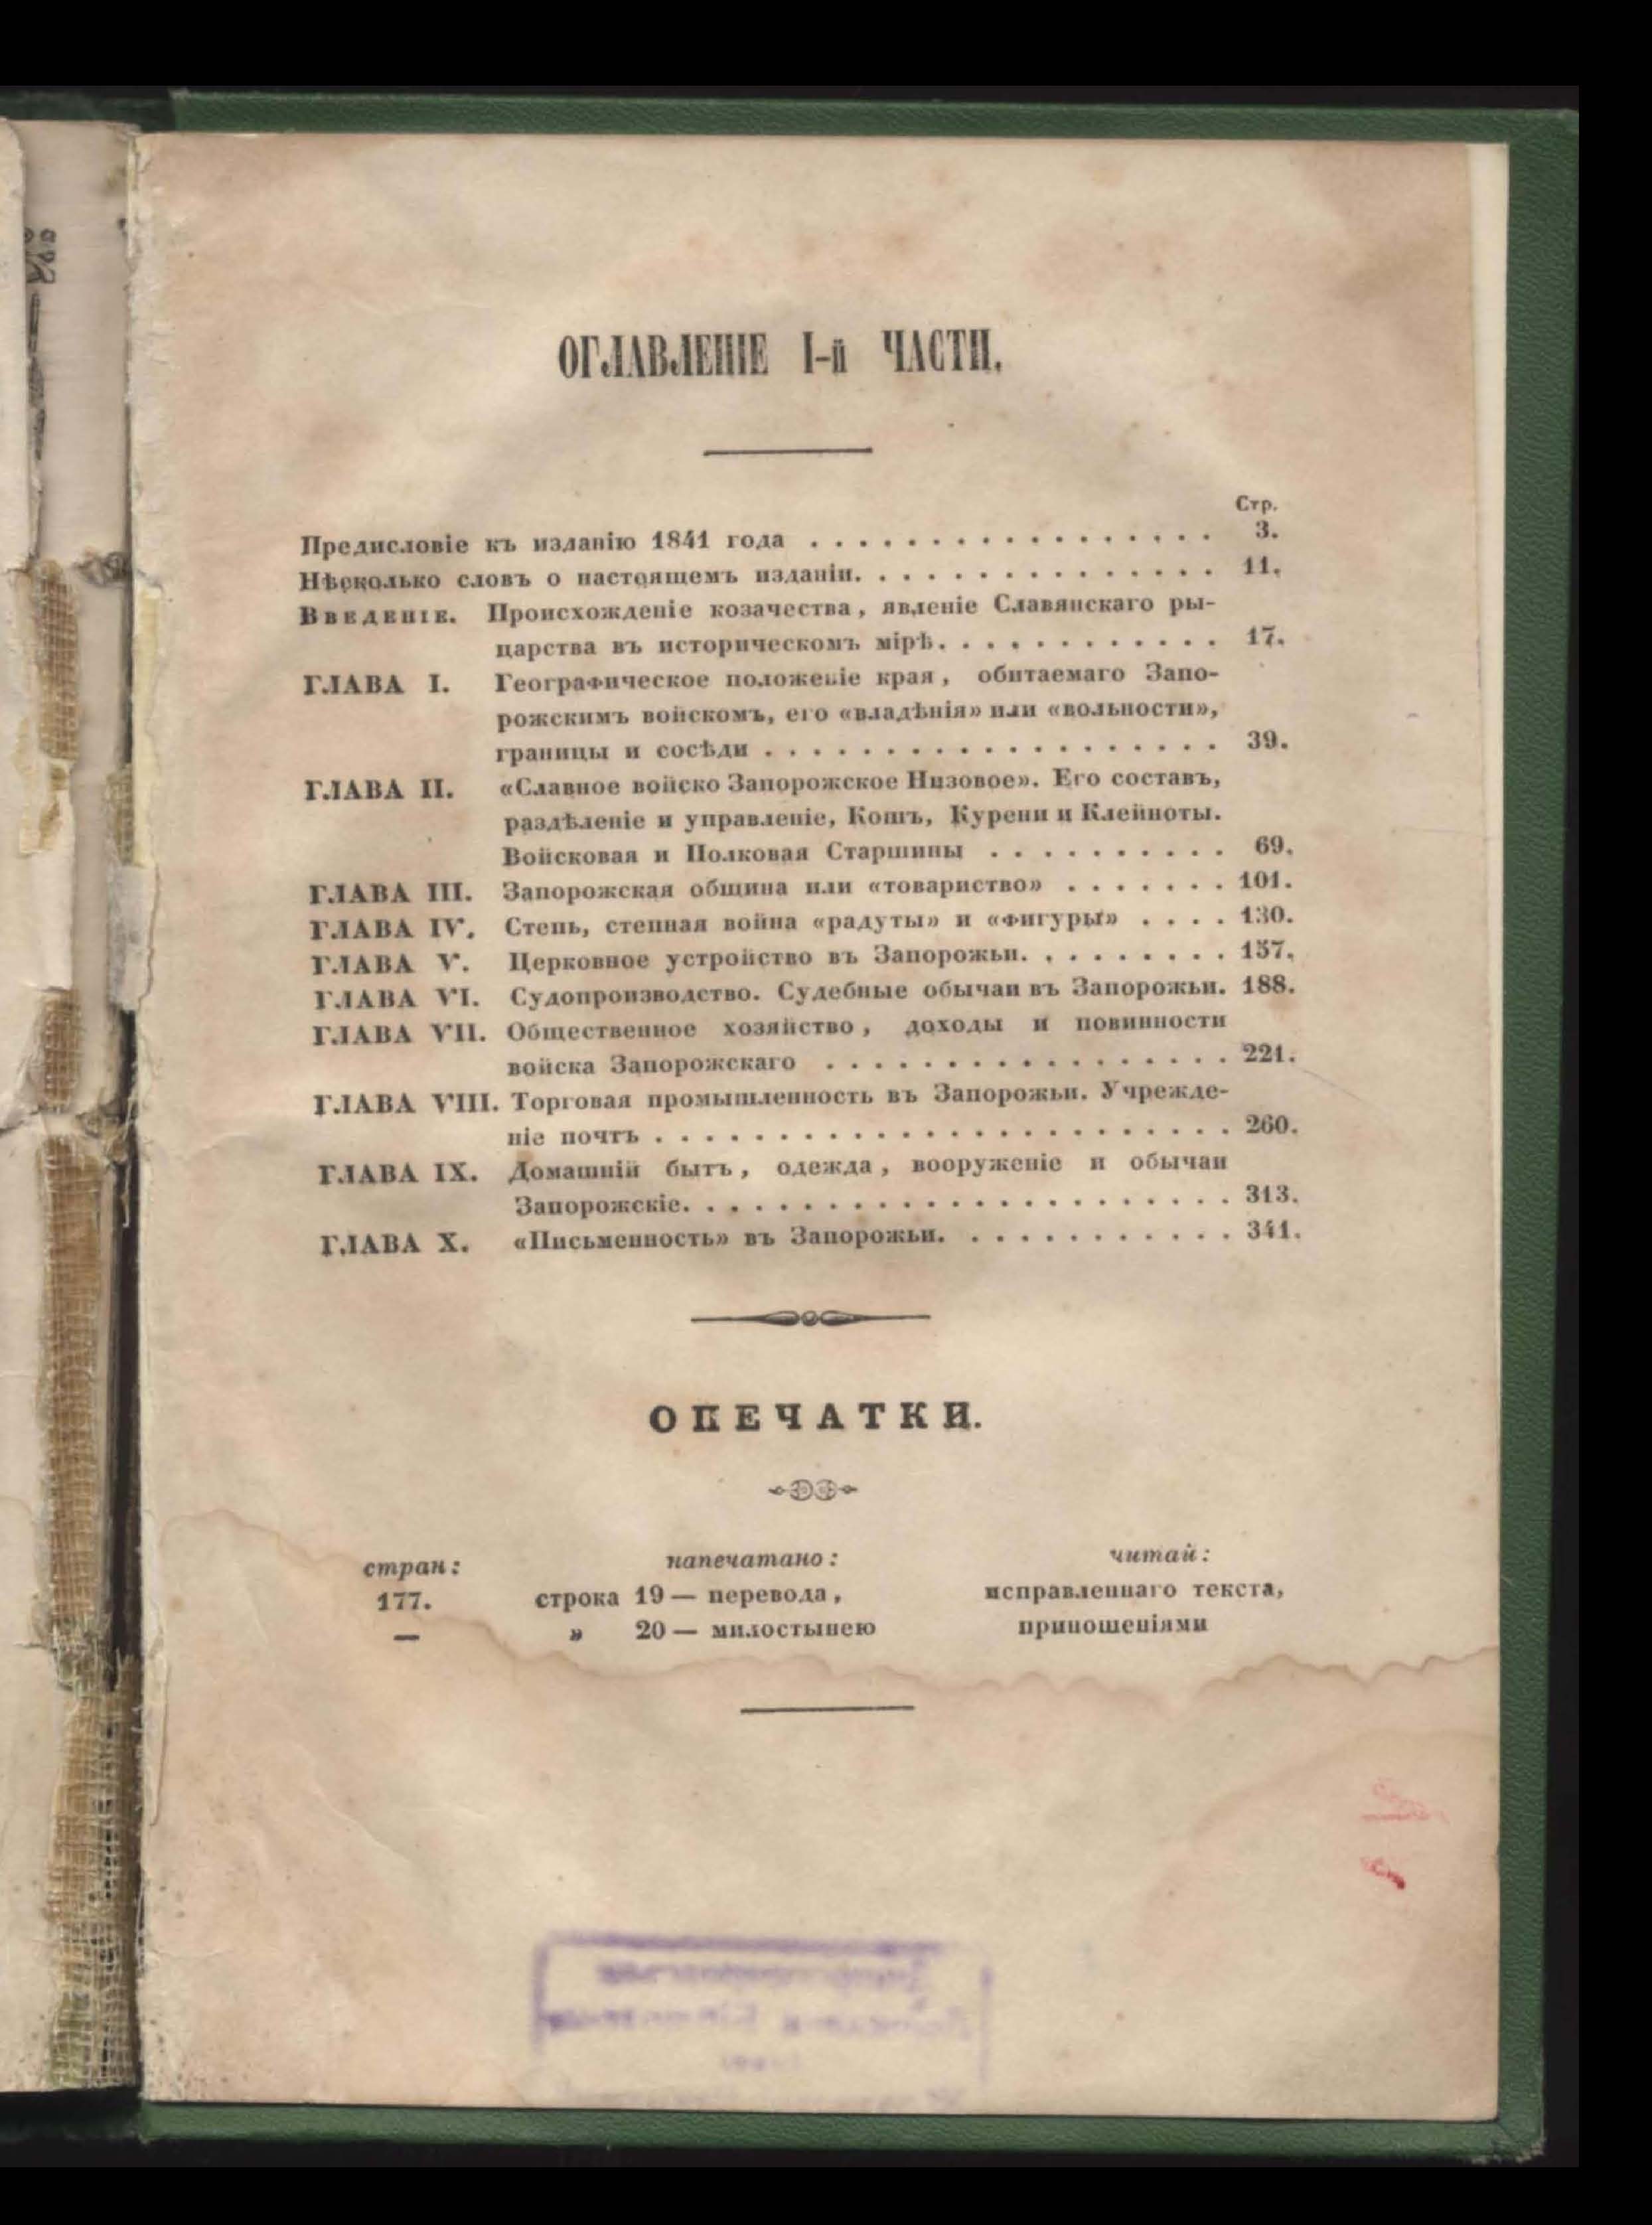 ОГЛАВЛЕНІЕ I-й ЧАСТИ.
Стр.
Предисловіе къ изданію 1841 года . . . . . . . . . . . . . . . . . 3.
Нѣсколько словъ о настоящемъ изданіи. . . . . . . . . . . . . . . 11.
Введеніе. Происхожденіе козачества, явленіе Славянскаго ры-
царства въ историческомъ мірѣ. . . . . . . . . . . . 17.
ГЛАВА I. Географическое положеніе края, обитаемаго Запо-
рожскимъ войскомъ, его «владѣнія» или «вольности»,
границы и сосѣди . . . . . . . . . . . . . . . . . . . 39.
ГЛАВА II. «Славное войско Запорожское Низовое». Его составъ,
раздѣленіе и управленіе, Кошъ, Курени и Клейноты.
Войсковая и Полковая Старшины . . . . . . . . . . 69.
ГЛАВА III. Запорожская община или «товариство» . . . . . . . 101.
ГЛАВА IV. Степь, степная война «радуты» и «фигуры» . . . . 130.
ГЛАВА V. Церковное устройство въ Запорожьи. . . . . . . . . 157.
ГЛАВА VI. Судопроизводство. Судебные обычаи въ Запорожьи. 188.
ГЛАВА VII. Общественное хозяйство, доходы и повинности
войска Запорожскаго . . . . . . . . . . . . . . . . . 221.
ГЛАВА VIII. Торговая промышленность въ Запорожьи. Учрежде-
ніе почтъ . . . . . . . . . . . . . . . . . . . . . . . . 260.
ГЛАВА IX. Домашній бытъ, одежда, вооруженіе и обычаи
Запорожскіе. . . . . . . . . . . . . . . . . . . . . . . 313.
ГЛАВА X. «Письменность» въ Запорожьи. . . . . . . . . . . . 341.
ОПЕЧАТКИ.
стран: напечатано: читай:
177. строка 19 — перевода, исправленнаго текста,
— » 20 — милостынею приношеніями